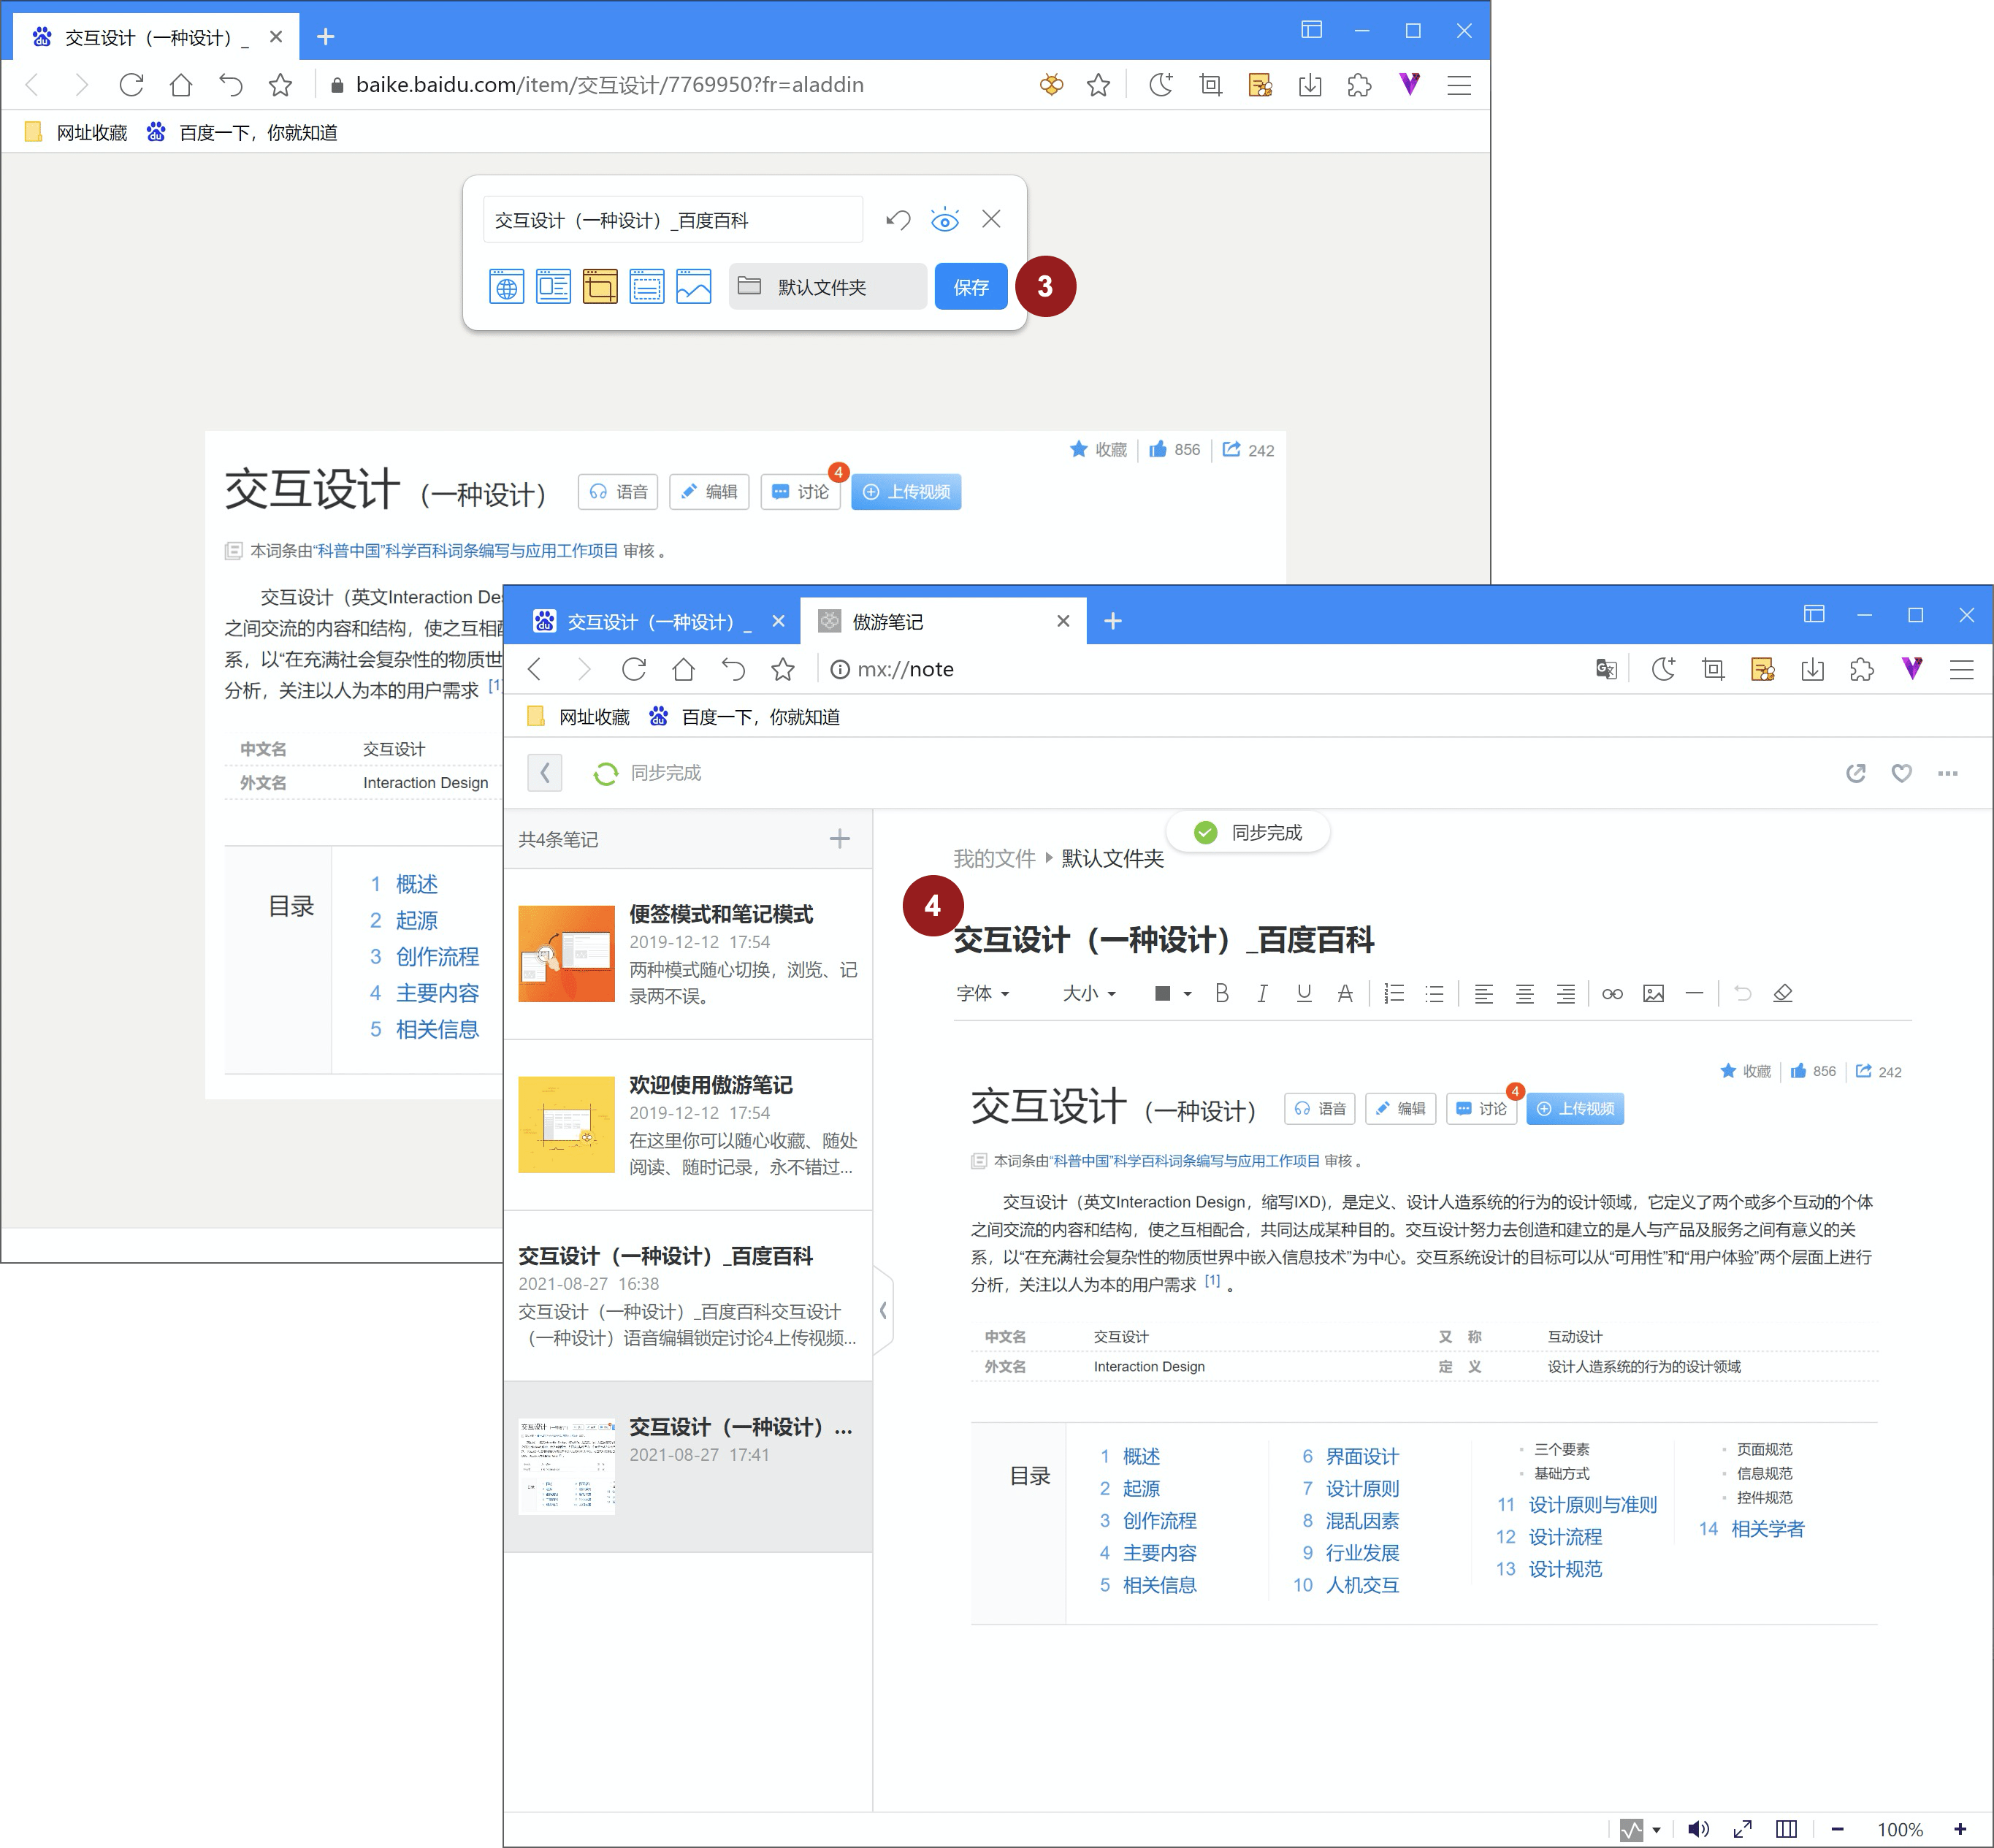 交互设计（一种设计）_
baike.baidu.com/item/交互设计/7769950?fr=aladdin
网址收藏 百度一下，你就知道
交互设计（一种设计）_百度百科
默认文件夹 保存 3
收藏 856 242
交互设计 （一种设计） 语音 编辑 讨论 4 上传视频
本词条由“科普中国”科学百科词条编写与应用工作项目 审核 。
交互设计（英文Interaction De
之间交流的内容和结构，使之互相配
系，以“在充满社会复杂性的物质世
分析，关注以人为本的用户需求 [1]
中文名 交互设计
外文名 Interaction Design
目录
1 概述
2 起源
3 创作流程
4 主要内容
5 相关信息
交互设计（一种设计）_ 傲游笔记
mx://note
网址收藏 百度一下，你就知道
同步完成
共4条笔记
便签模式和笔记模式
2019-12-12 17:54
两种模式随心切换，浏览、记
录两不误。
欢迎使用傲游笔记
2019-12-12 17:54
在这里你可以随心收藏、随处
阅读、随时记录，永不错过...
交互设计（一种设计）_百度百科
2021-08-27 16:38
交互设计（一种设计）_百度百科交互设计
（一种设计）语音编辑锁定讨论4上传视频...
交互设计（一种设计）...
2021-08-27 17:41
同步完成
我的文件 默认文件夹
4
交互设计（一种设计）_百度百科
字体 大小 B I U A
收藏 856 242
交互设计 （一种设计） 语音 编辑 讨论 4 上传视频
本词条由“科普中国”科学百科词条编写与应用工作项目 审核 。
交互设计（英文Interaction Design，缩写IXD），是定义、设计人造系统的行为的设计领域，它定义了两个或多个互动的个体
之间交流的内容和结构，使之互相配合，共同达成某种目的。交互设计努力去创造和建立的是人与产品及服务之间有意义的关
系，以“在充满社会复杂性的物质世界中嵌入信息技术”为中心。交互系统设计的目标可以从“可用性”和“用户体验”两个层面上进行
分析，关注以人为本的用户需求 [1] 。
中文名 交互设计 又 称 互动设计
外文名 Interaction Design 定 义 设计人造系统的行为的设计领域
目录
1 概述
2 起源
3 创作流程
4 主要内容
5 相关信息
6 界面设计
7 设计原则
8 混乱因素
9 行业发展
10 人机交互
三个要素
基础方式
11 设计原则与准则
12 设计流程
13 设计规范
页面规范
信息规范
控件规范
14 相关学者
100%